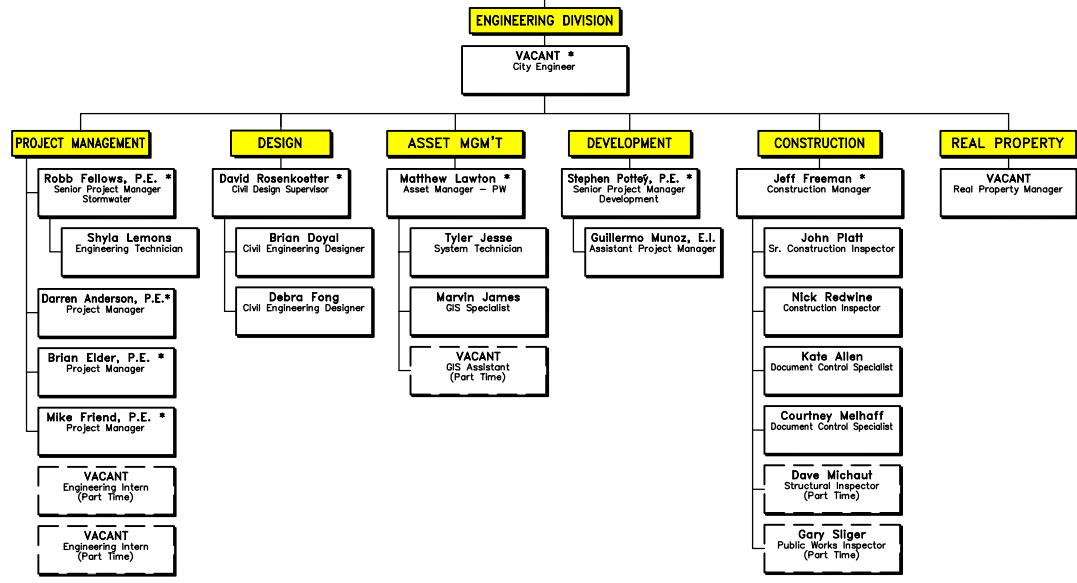 ENGINEERING DIVISION
VACANT *
City Engineer
PROJECT MANAGEMENT
Robb Fellows, P.E. *
Senior Project Manager
Stormwater
Shyla Lemons
Engineering Technician
Darren Anderson, P.E.*
Project Manager
Brian Elder, P.E. *
Project Manager
Mike Friend, P.E. *
Project Manager
VACANT
Engineering Intern
(Part Time)
VACANT
Engineering Intern
(Part Time)
DESIGN
David Rosenkoetter *
Civil Design Supervisor
Brian Doyal
Civil Engineering Designer
Debra Fong
Civil Engineering Designer
ASSET MGM'T
Matthew Lawton *
Asset Manager – PW
Tyler Jesse
System Technician
Marvin James
GIS Specialist
VACANT
GIS Assistant
(Part Time)
DEVELOPMENT
Stephen Pottey, P.E. *
Senior Project Manager
Development
Guillermo Munoz, E.I.
Assistant Project Manager
CONSTRUCTION
Jeff Freeman *
Construction Manager
John Platt
Sr. Construction Inspector
Nick Redwine
Construction Inspector
Kate Allen
Document Control Specialist
Courtney Melhaff
Document Control Specialist
Dave Michaut
Structural Inspector
(Part Time)
Gary Sliger
Public Works Inspector
(Part Time)
REAL PROPERTY
VACANT
Real Property Manager